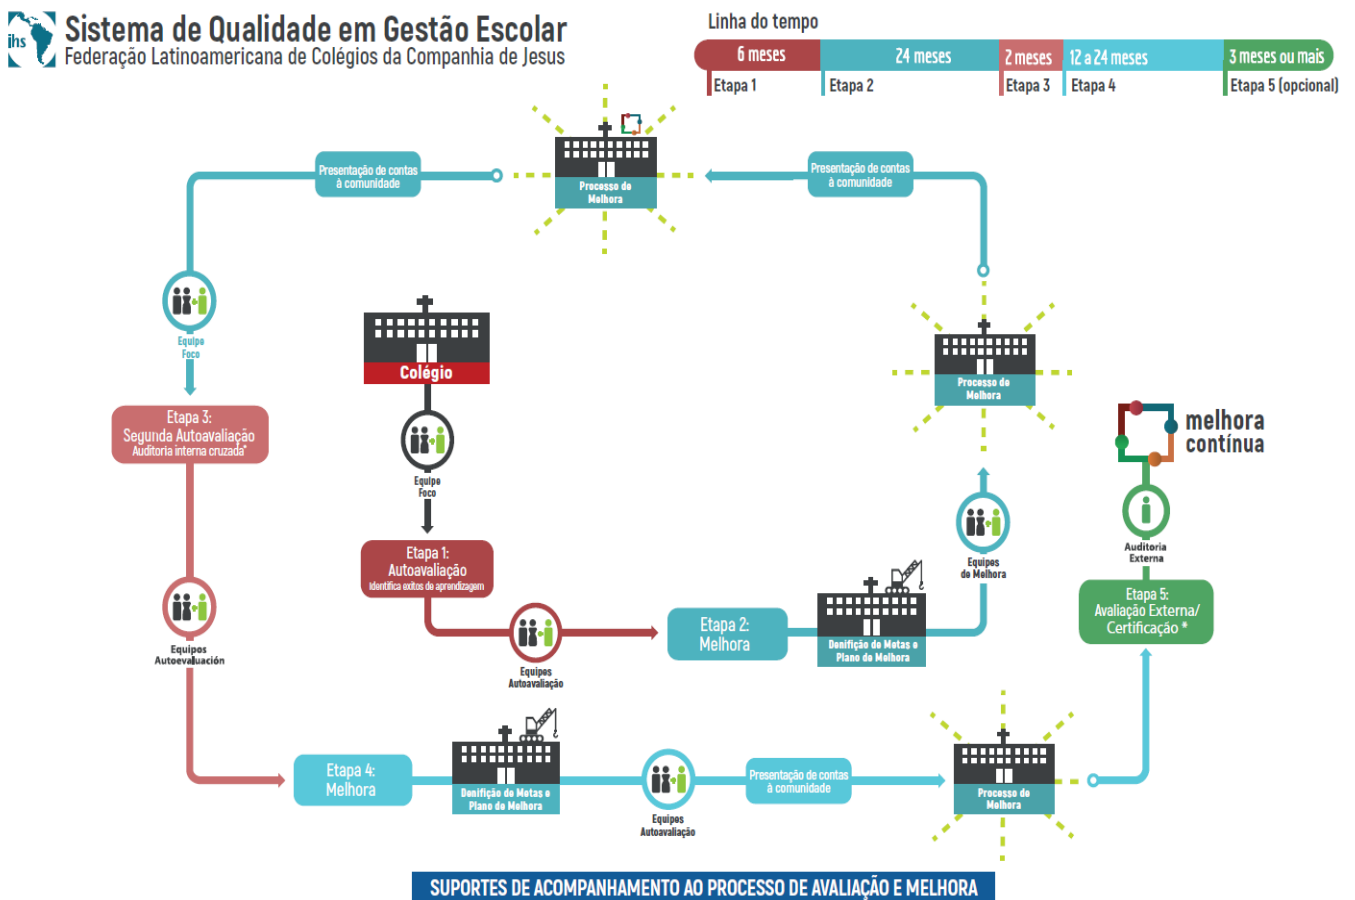 ihs
Sistema de Qualidade em Gestão Escolar
Federação Latinoamericana de Colégios da Companhia de Jesus
Linha do tempo
6 meses
24 meses
2 meses
12 a 24 meses
3 meses ou mais
Etapa 1
Etapa 2
Etapa 3
Etapa 4
Etapa 5 (opcional)
Presentação de contas
à comunidade
Processo de
Melhora
Presentação de contas
à comunidade
Equipe
Foco
Colégio
Processo de
Melhora
Etapa 3:
Segunda Autoavaliação
Auditoria interna cruzada*
Equipe
Foco
melhora
contínua
Etapa 1:
Autoavaliação
Identifica exitos de aprendizagem
Equipes
de Melhora
Auditoria
Externa
Etapa 5:
Avaliação Externa/
Certificação *
Equipos
Autoevaluación
Equipos
Autoavaliação
Etapa 2:
Melhora
Denifição de Metas e
Plano de Melhora
Etapa 4:
Melhora
Denifição de Metas e
Plano de Melhora
Equipos
Autoavaliação
Presentação de contas
à comunidade
Processo de
Melhora
SUPORTES DE ACOMPANHAMENTO AO PROCESSO DE AVALIAÇÃO E MELHORA